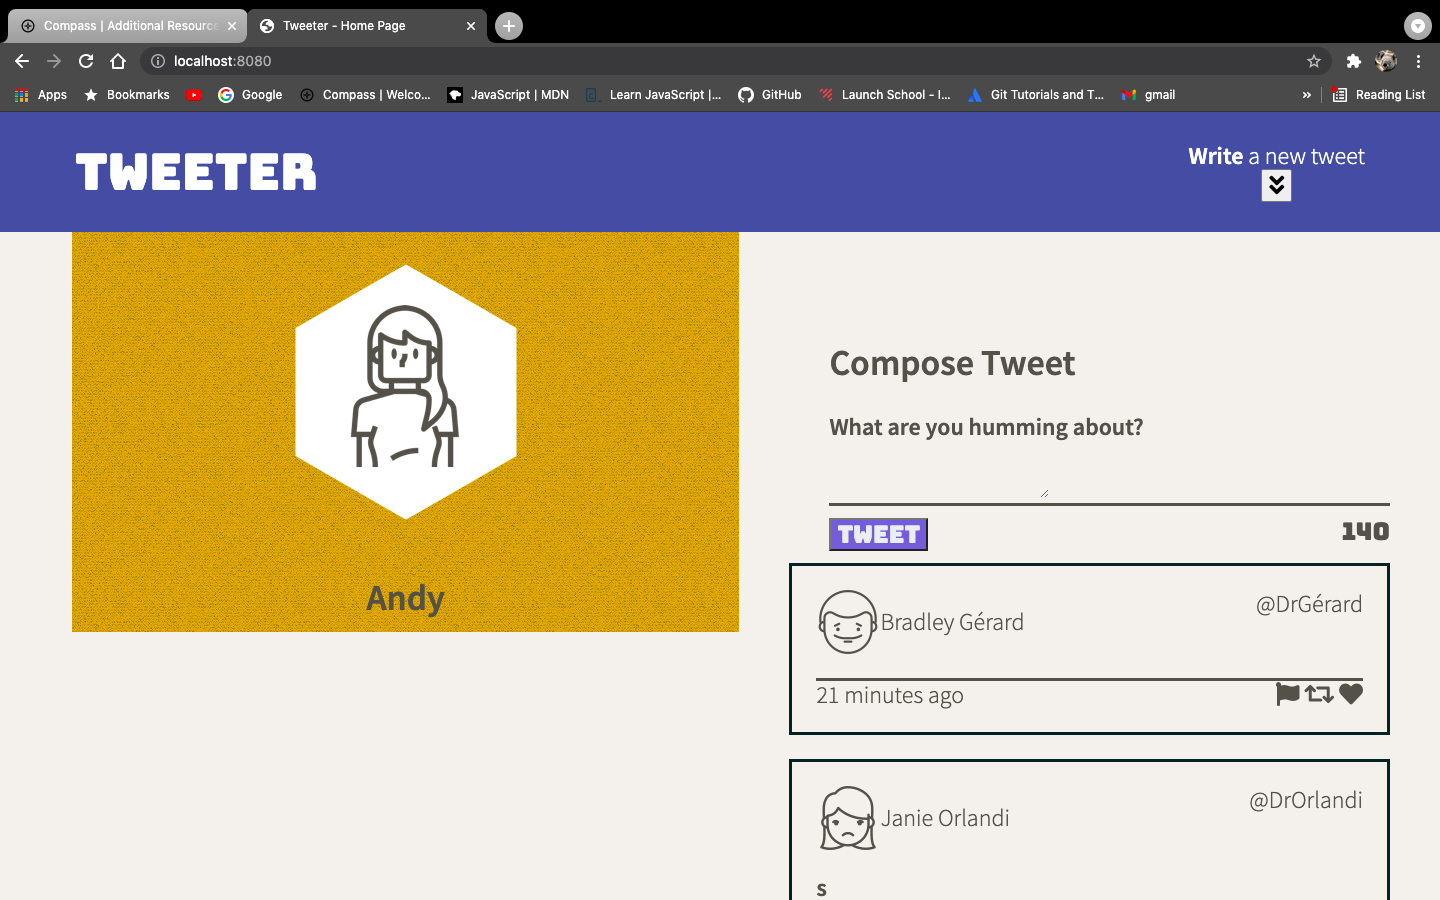 Compass | Additional Resource
Tweeter - Home Page
localhost:8080
Apps
Bookmarks
Google
Compass | Welco...
JavaScript | MDN
Learn JavaScript |...
GitHub
Launch School - I...
Git Tutorials and T...
gmail
»
Reading List
TWEETER
Write a new tweet
Andy
Compose Tweet
What are you humming about?
TWEET
140
Bradley Gérard
@DrGérard
21 minutes ago
Janie Orlandi
@DrOrlandi
s